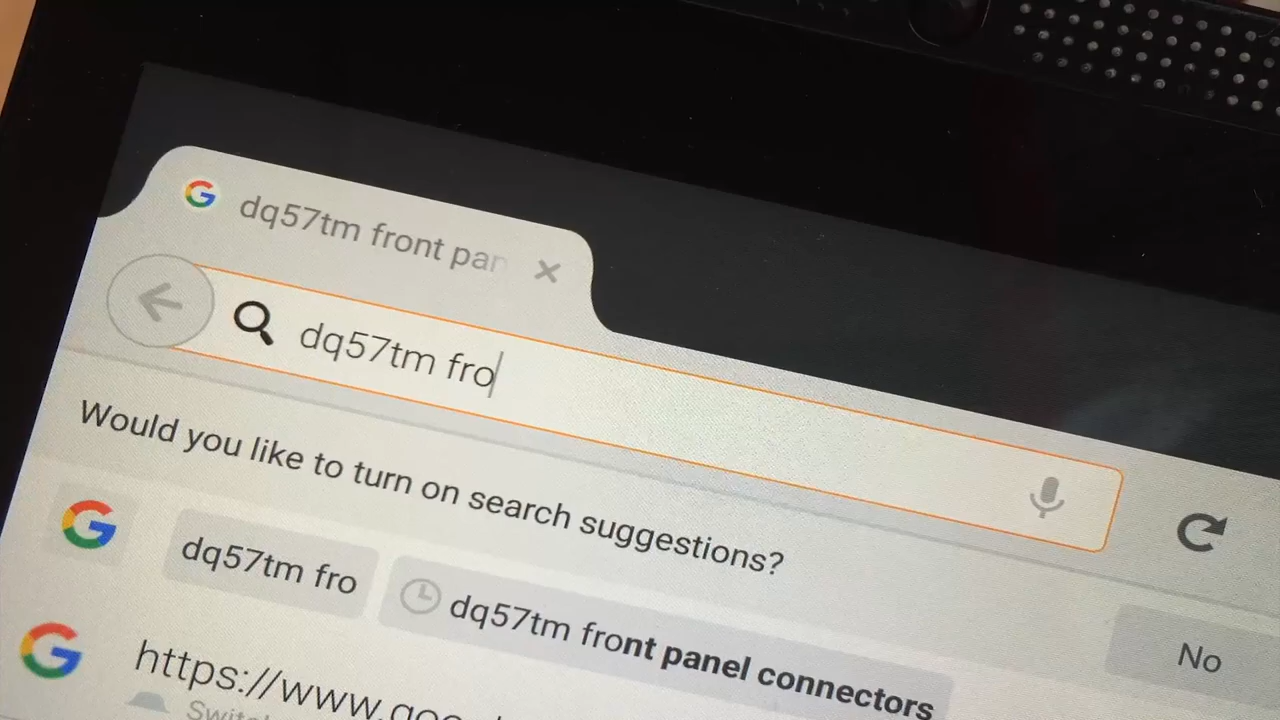 dq57tm front pan
dq57tm fro
Would you like to turn on search suggestions?
dq57tm fro
dq57tm front panel connectors
No
https://www.goo
Switc